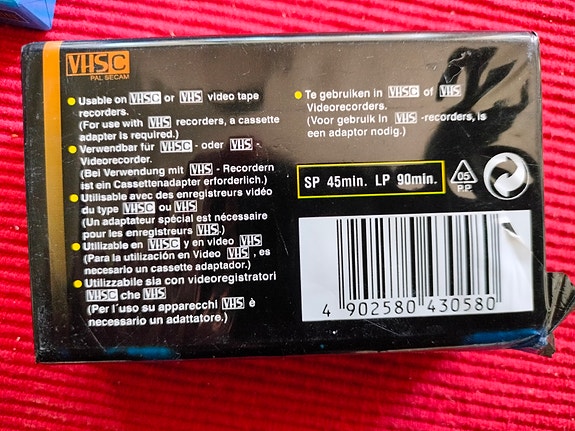 VHSC
PAL SECAM
Usable on VHSC or VHS video tape
recorders.
(For use with VHS recorders, a cassette
adapter is required.)
Verwendbar für VHSC - oder VHS -
Videorecorder.
(Bei Verwendung mit VHS - Recordern
ist ein Cassettenadapter erforderlich.)
Utilisable avec des enregistreurs vidéo
du type VHSC ou VHS
(Un adaptateur spécial est nécessaire
pour les enregistreurs VHS.)
Utilizable en VHSC y en video VHS
(Para la utilización en Video VHS , es
necesario un cassette adaptador.)
Utilizzabile sia con videoregistratori
VHSC che VHS
(Per l´uso su apparecchi VHS è
necessario un adattatore.)
Te gebruiken in VHSC of VHS
Videorecorders.
(Voor gebruik in VHS -recorders, is
een adaptor nodig.)
SP 45min. LP 90min.
05
P.P
4 902580 430580